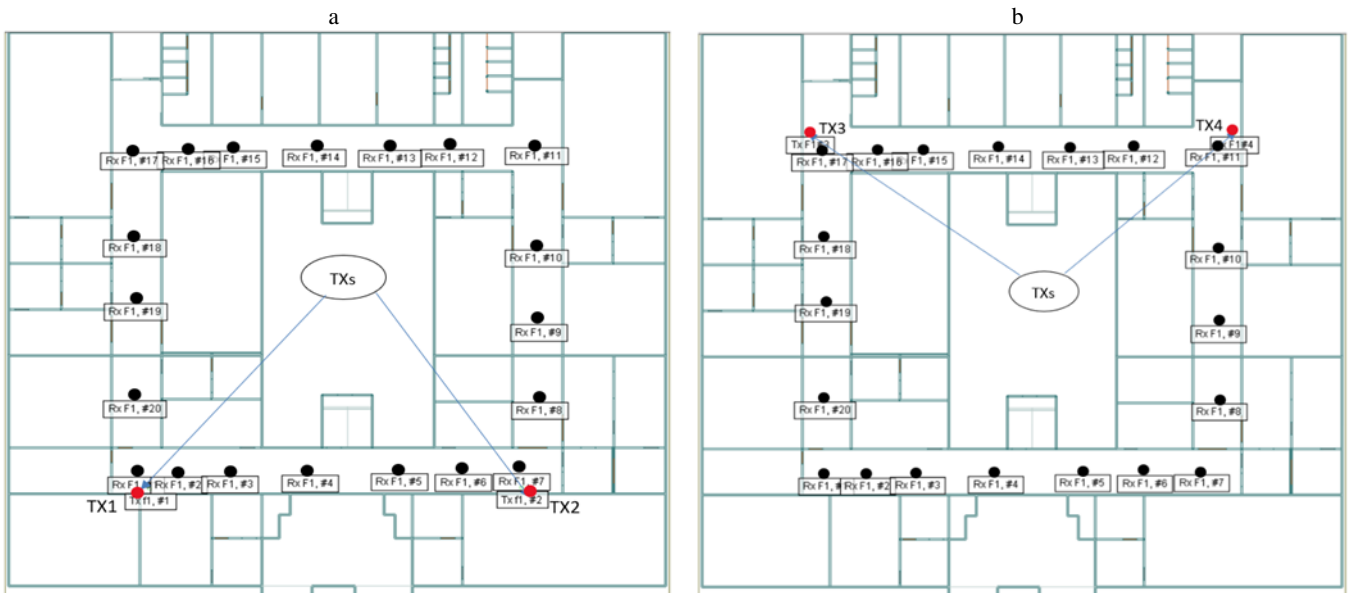 a
Rx F1, #17
Rx F1, #16
F1, #15
Rx F1, #14
Rx F1, #13
Rx F1, #12
Rx F1, #11
Rx F1, #18
Rx F1, #10
TXs
Rx F1, #19
Rx F1, #9
Rx F1, #20
Rx F1, #8
Rx F1,
Rx F1, #2
Rx F1, #3
Rx F1, #4
Rx F1, #5
Rx F1, #6
Rx F1, #7
TX1
Tx f1, #1
Tx f1, #2
TX2
b
TX3
TX4
Rx F1, #17
Rx F1, #16
F1, #15
Rx F1, #14
Rx F1, #13
Rx F1, #12
Rx F1, #11
Rx F1, #18
Rx F1, #10
TXs
Rx F1, #19
Rx F1, #9
Rx F1, #20
Rx F1, #8
Rx F1,
Rx F1, #2
Rx F1, #3
Rx F1, #4
Rx F1, #5
Rx F1, #6
Rx F1, #7